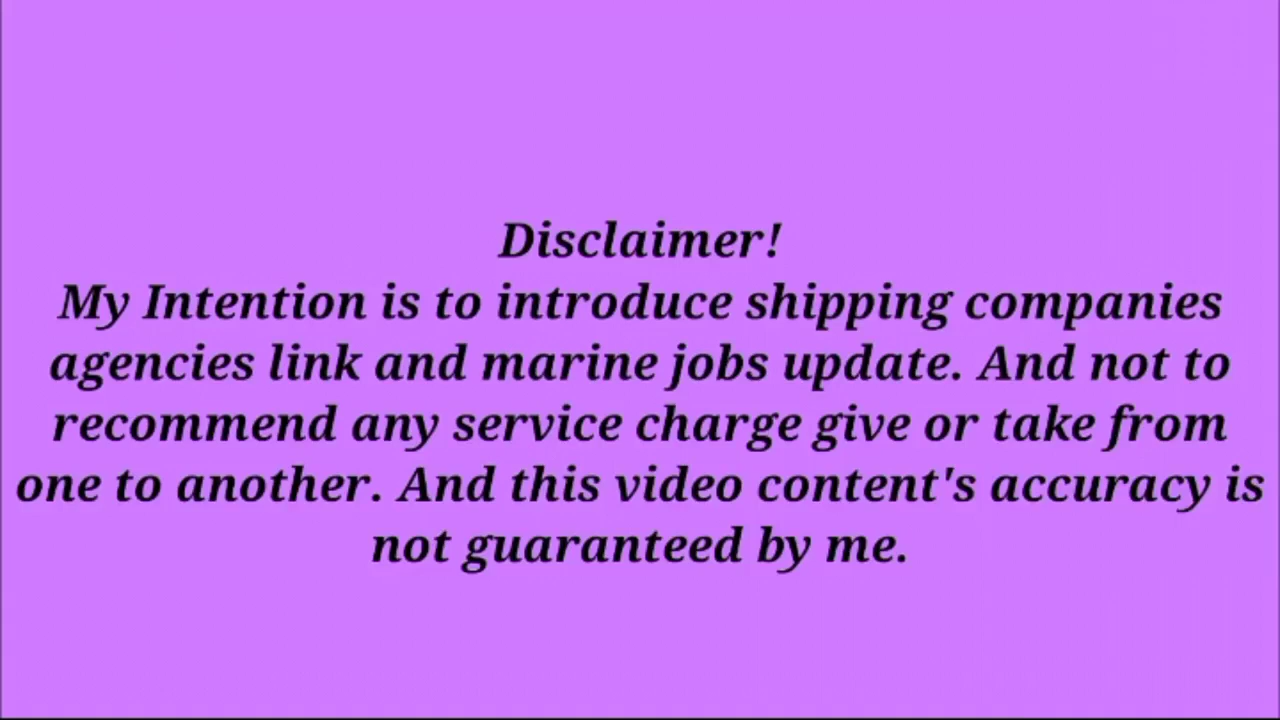 Disclaimer!
My Intention is to introduce shipping companies
agencies link and marine jobs update. And not to
recommend any service charge give or take from
one to another. And this video content's accuracy is
not guaranteed by me.